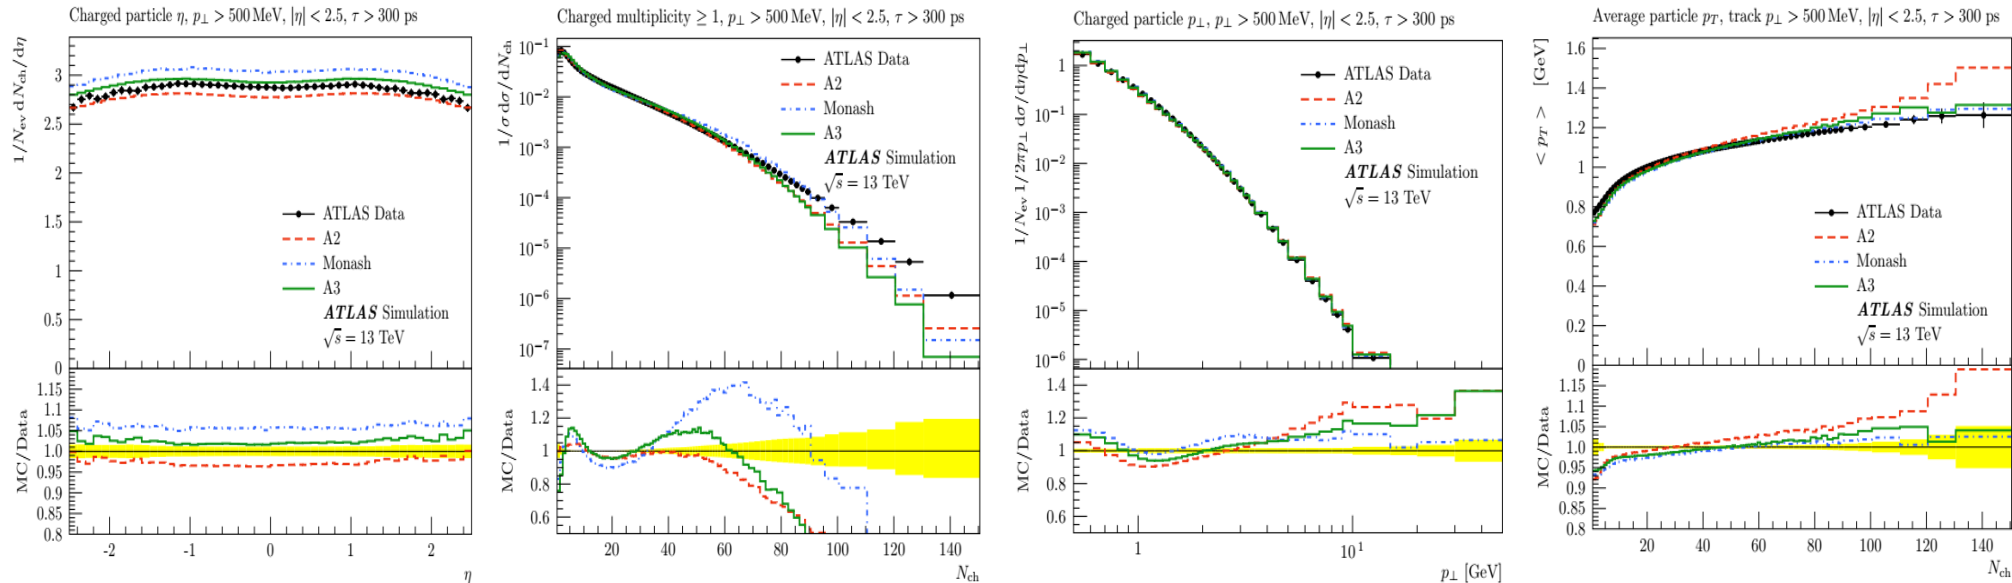 Charged particle η, p⊥ > 500 MeV, |η| < 2.5, τ > 300 ps
1/N_ev dN_ch/dη
3
2.5
2
1.5
1
0.5
0
ATLAS Data
A2
Monash
A3
ATLAS Simulation
√s = 13 TeV
MC/Data
1.15
1.1
1.05
1.0
0.95
0.9
0.85
0.8
-2 -1 0 1 2
η
Charged multiplicity ≥ 1, p⊥ > 500 MeV, |η| < 2.5, τ > 300 ps
1/σ dσ/dN_ch
10⁻¹
10⁻²
10⁻³
10⁻⁴
10⁻⁵
10⁻⁶
10⁻⁷
ATLAS Data
A2
Monash
A3
ATLAS Simulation
√s = 13 TeV
MC/Data
1.4
1.2
1
0.8
0.6
20 40 60 80 100 120 140
N_ch
Charged particle p⊥, p⊥ > 500 MeV, |η| < 2.5, τ > 300 ps
1/N_ev 1/2πp⊥ dσ/dηdp⊥
1
10⁻¹
10⁻²
10⁻³
10⁻⁴
10⁻⁵
10⁻⁶
ATLAS Data
A2
Monash
A3
ATLAS Simulation
√s = 13 TeV
MC/Data
1.4
1.2
1.0
0.8
0.6
1 10¹
p⊥ [GeV]
Average particle p_T, track p⊥ > 500 MeV, |η| < 2.5, τ > 300 ps
< p_T > [GeV]
1.6
1.4
1.2
1
0.8
0.6
0.4
0.2
0
ATLAS Data
A2
Monash
A3
ATLAS Simulation
√s = 13 TeV
MC/Data
1.15
1.1
1.05
1.0
0.95
0.9
0.85
0.8
20 40 60 80 100 120 140
N_ch